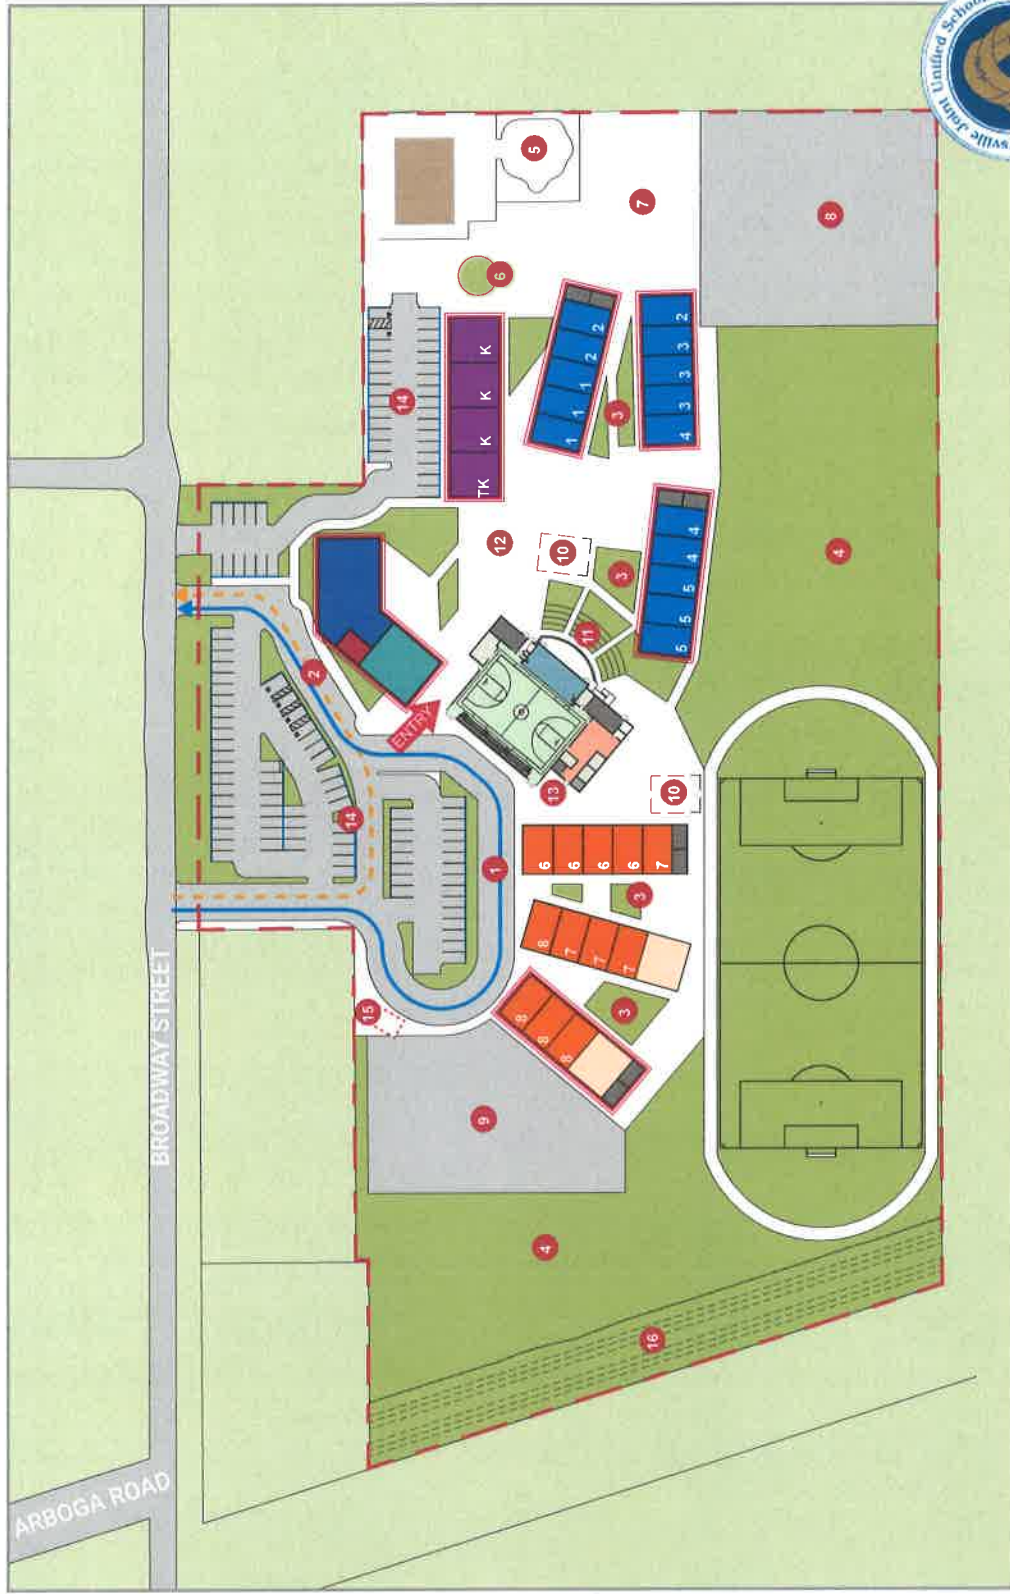 ARBOGA ROAD
BROADWAY STREET
ENTRY
sville Joint Unified School
14
2
14
1
15
9
4
16
5
6
7
8
TK K K K
1 1 1 2 2
4 3 3 3 2
3
12
10
3
11
5 5 5 4 4
4
13
10
6 6 6 6 7
3
8 7 7 7
3
8 8 8